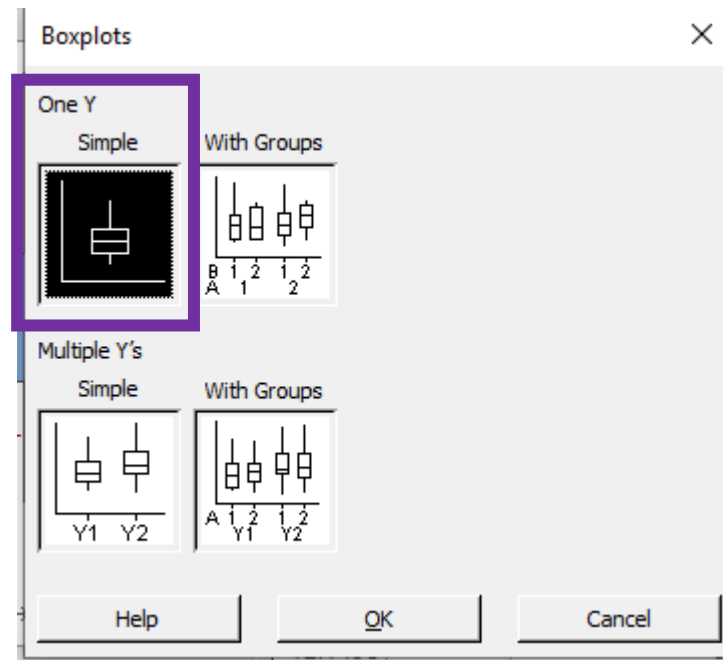 Boxplots
One Y
Simple
With Groups
B 1 2 1 2
A 1 2
Multiple Y's
Simple
With Groups
Y1 Y2
A 1 2 1 2
Y1 Y2
Help
OK
Cancel